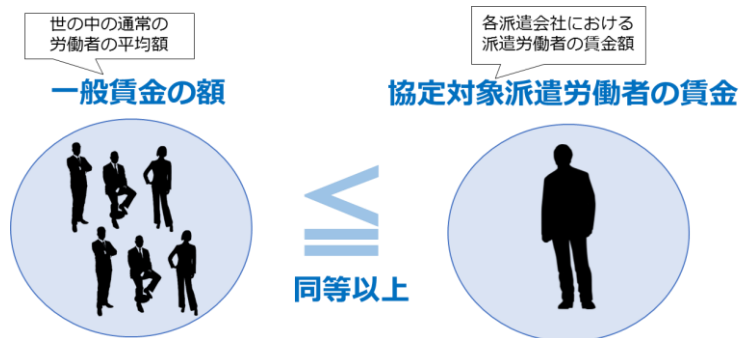 世の中の通常の
労働者の平均額
一般賃金の額
各派遣会社における
派遣労働者の賃金額
協定対象派遣労働者の賃金
≦
同等以上